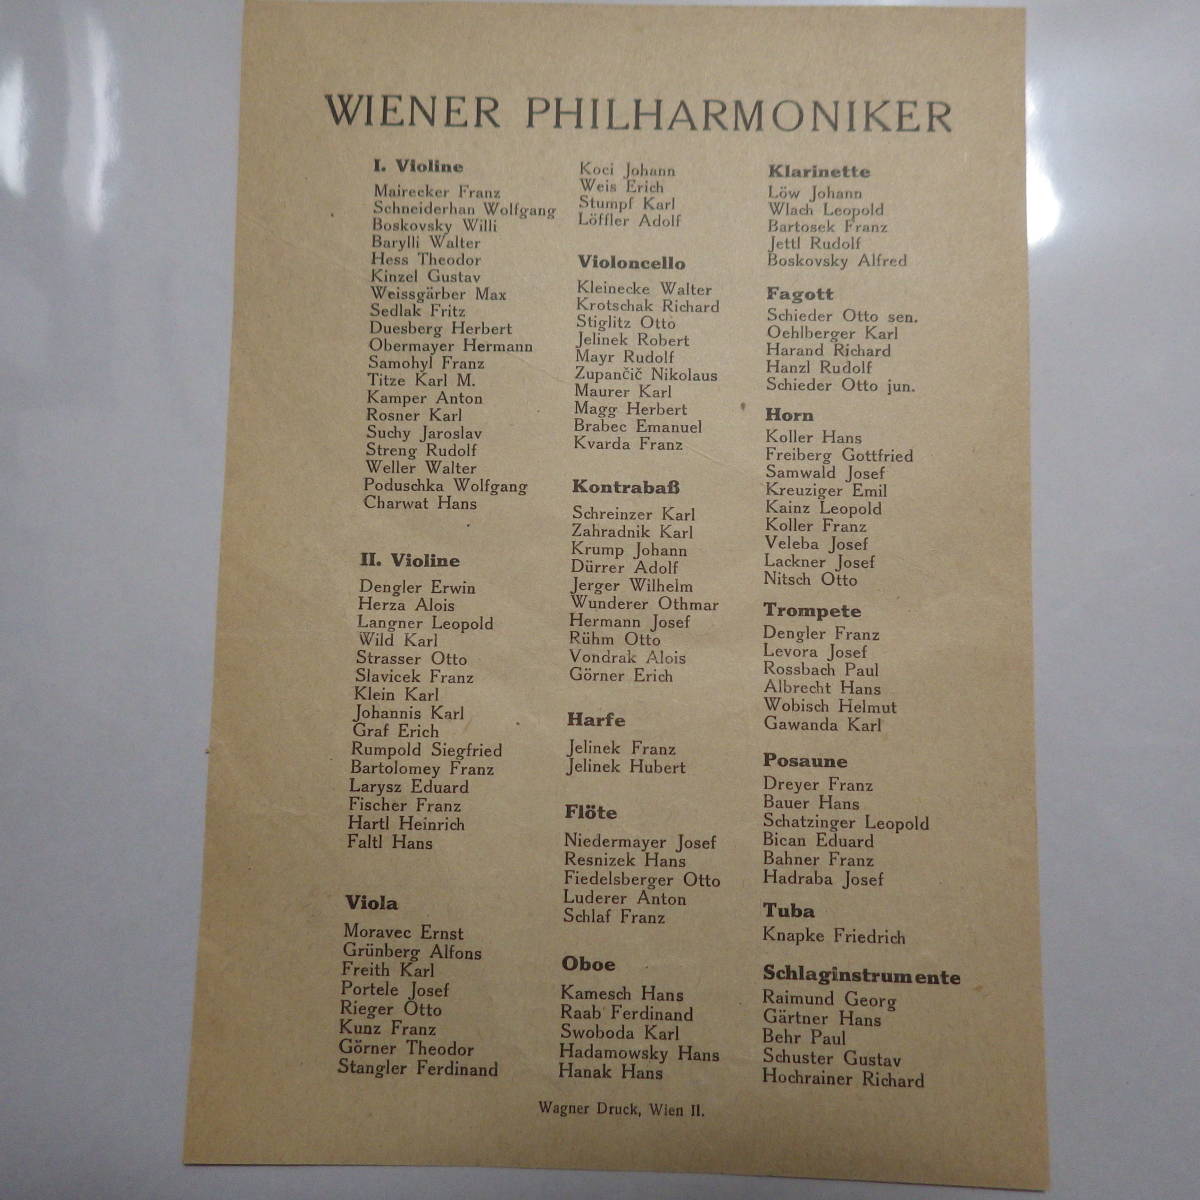 WIENER PHILHARMONIKER
I. Violine
Mairecker Franz
Schneiderhan Wolfgang
Boskovsky Willi
Barylli Walter
Hess Theodor
Kinzel Gustav
Weissgärber Max
Sedlak Fritz
Duesberg Herbert
Obermayer Hermann
Samohyl Franz
Titze Karl M.
Kamper Anton
Rosner Karl
Suchy Jaroslav
Streng Rudolf
Weller Walter
Poduschka Wolfgang
Charwat Hans
II. Violine
Dengler Erwin
Herza Alois
Langner Leopold
Wild Karl
Strasser Otto
Slavicek Franz
Klein Karl
Johannis Karl
Graf Erich
Rumpold Siegfried
Bartolomey Franz
Larysz Eduard
Fischer Franz
Hartl Heinrich
Faltl Hans
Viola
Moravec Ernst
Grünberg Alfons
Freith Karl
Portele Josef
Rieger Otto
Kunz Franz
Görner Theodor
Stangler Ferdinand
Koci Johann
Weis Erich
Stumpf Karl
Löffler Adolf
Violoncello
Kleinecke Walter
Krotschak Richard
Stiglitz Otto
Jelinek Robert
Mayr Rudolf
Zupančič Nikolaus
Maurer Karl
Magg Herbert
Brabec Emanuel
Kvarda Franz
Kontrabaß
Schreinzer Karl
Zahradnik Karl
Krump Johann
Dürrer Adolf
Jerger Wilhelm
Wunderer Othmar
Hermann Josef
Rühm Otto
Vondrak Alois
Görner Erich
Harfe
Jelinek Franz
Jelinek Hubert
Flöte
Niedermayer Josef
Resnizek Hans
Fiedelsberger Otto
Luderer Anton
Schlaf Franz
Oboe
Kamesch Hans
Raab Ferdinand
Swoboda Karl
Hadamowsky Hans
Hanak Hans
Klarinette
Löw Johann
Wlach Leopold
Bartosek Franz
Jettl Rudolf
Boskovsky Alfred
Fagott
Schieder Otto sen.
Oehlberger Karl
Harand Richard
Hanzl Rudolf
Schieder Otto jun.
Horn
Koller Hans
Freiberg Gottfried
Samwald Josef
Kreuziger Emil
Kainz Leopold
Koller Franz
Veleba Josef
Lackner Josef
Nitsch Otto
Trompete
Dengler Franz
Levora Josef
Rossbach Paul
Albrecht Hans
Wobisch Helmut
Gawanda Karl
Posaune
Dreyer Franz
Bauer Hans
Schatzinger Leopold
Bican Eduard
Bahner Franz
Hadraba Josef
Tuba
Knapke Friedrich
Schlaginstrumente
Raimund Georg
Gärtner Hans
Behr Paul
Schuster Gustav
Hochrainer Richard
Wagner Druck, Wien II.